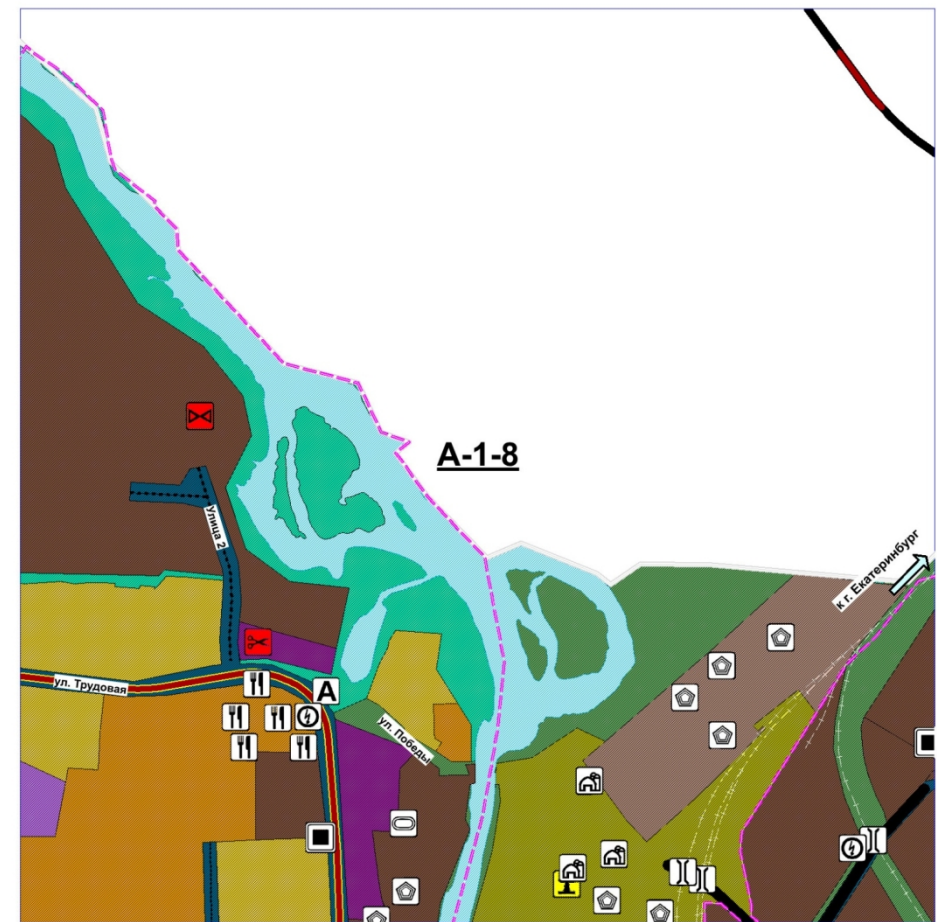 А-1-8
к г. Екатеринбург
Улица 2
ул. Трудовая
А
ул. Победы